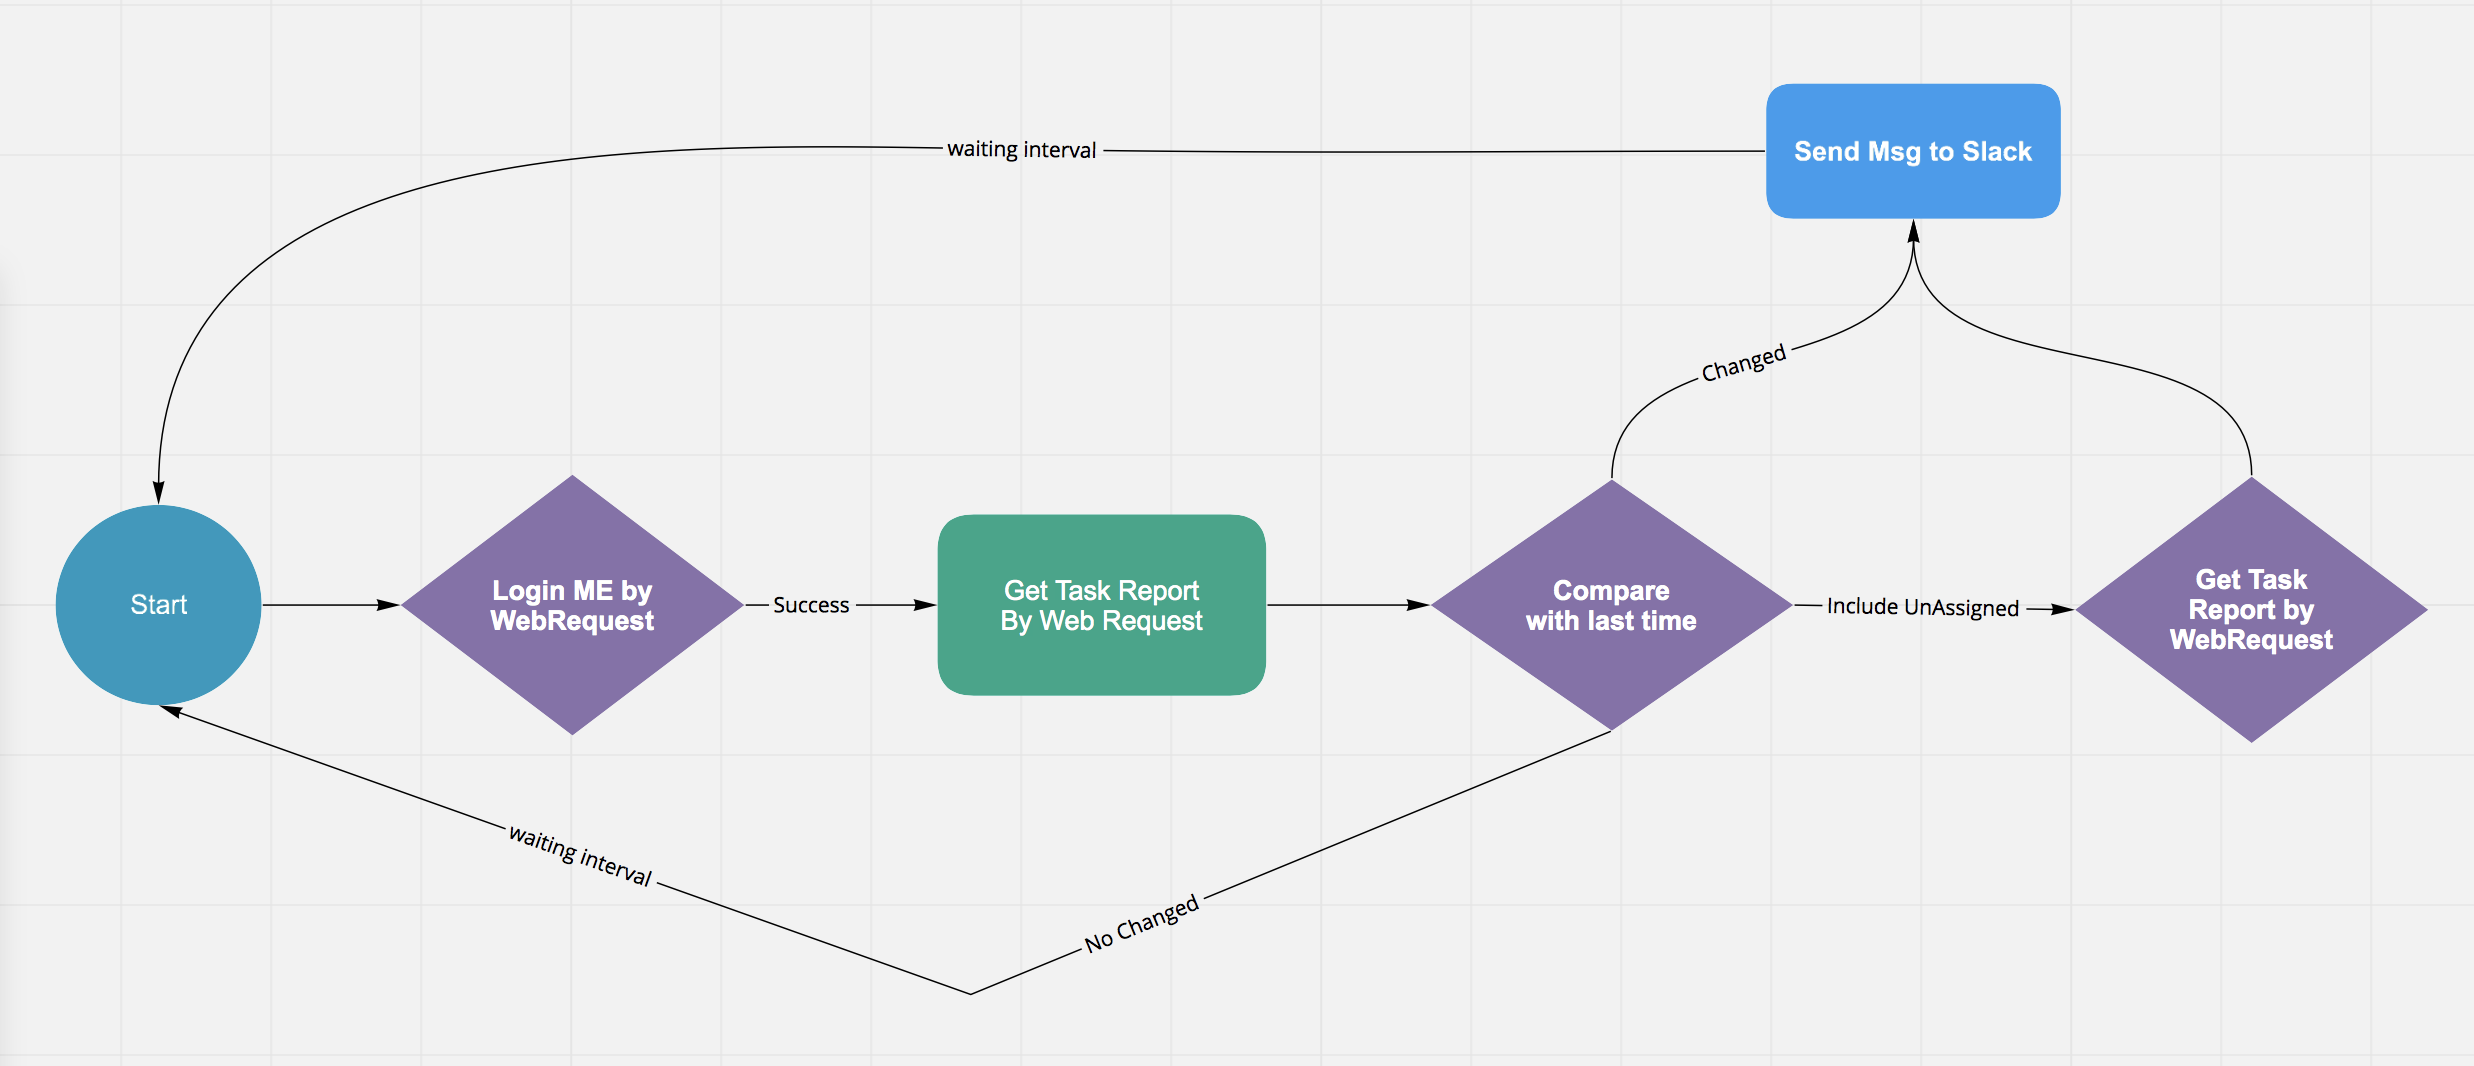 waiting interval
Send Msg to Slack
Changed
Start
Login ME by
WebRequest
Success
Get Task Report
By Web Request
Compare
with last time
Include UnAssigned
Get Task
Report by
WebRequest
waiting interval
No Changed